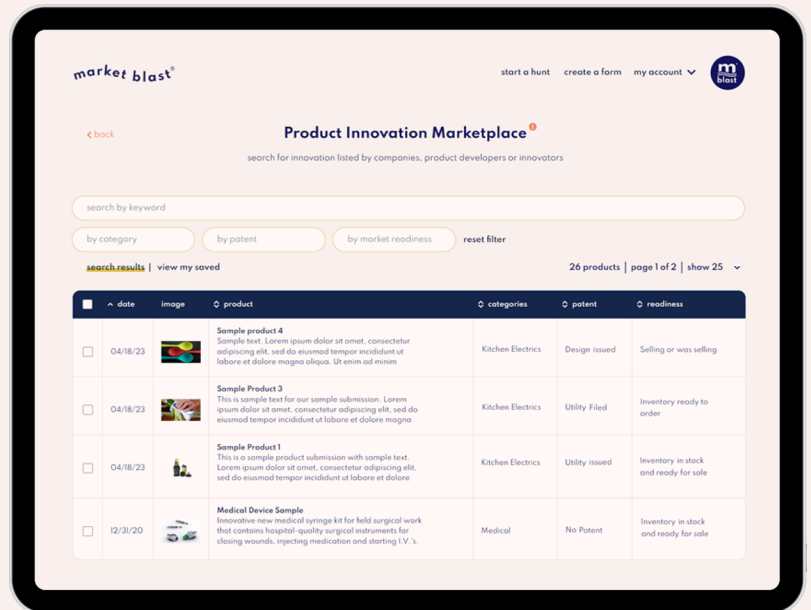 market blast®
start a hunt create a form my account
m blast
back
Product Innovation Marketplace
search for innovation listed by companies, product developers or innovators
search by keyword
by category by patent by market readiness reset filter
search results | view my saved
26 products | page 1 of 2 | show 25
date image product categories patent readiness
Sample product 4
Sample text. Lorem ipsum dolor sit amet, consectetur
adipiscing elit, sed do eiusmod tempor incididunt ut
labore et dolore magna aliqua. Ut enim ad minim
04/18/23
Kitchen Electrics
Design issued
Selling or was selling
Sample Product 3
This is sample text for our sample submission. Lorem
ipsum dolor sit amet, consectetur adipiscing elit, sed do
eiusmod tempor incididunt ut labore et dolore magna
04/18/23
Kitchen Electrics
Utility Filed
Inventory ready to
order
Sample Product 1
This is a sample product submission with sample text.
Lorem ipsum dolor sit amet, consectetur adipiscing elit,
sed do eiusmod tempor incididunt ut labore et dolore
04/18/23
Kitchen Electrics
Utility issued
Inventory in stock
and ready for sale
Medical Device Sample
Innovative new medical syringe kit for field surgical work
that contains hospital-quality surgical instruments for
closing wounds, injecting medication and starting I.V.'s.
12/31/20
Medical
No Patent
Inventory in stock
and ready for sale